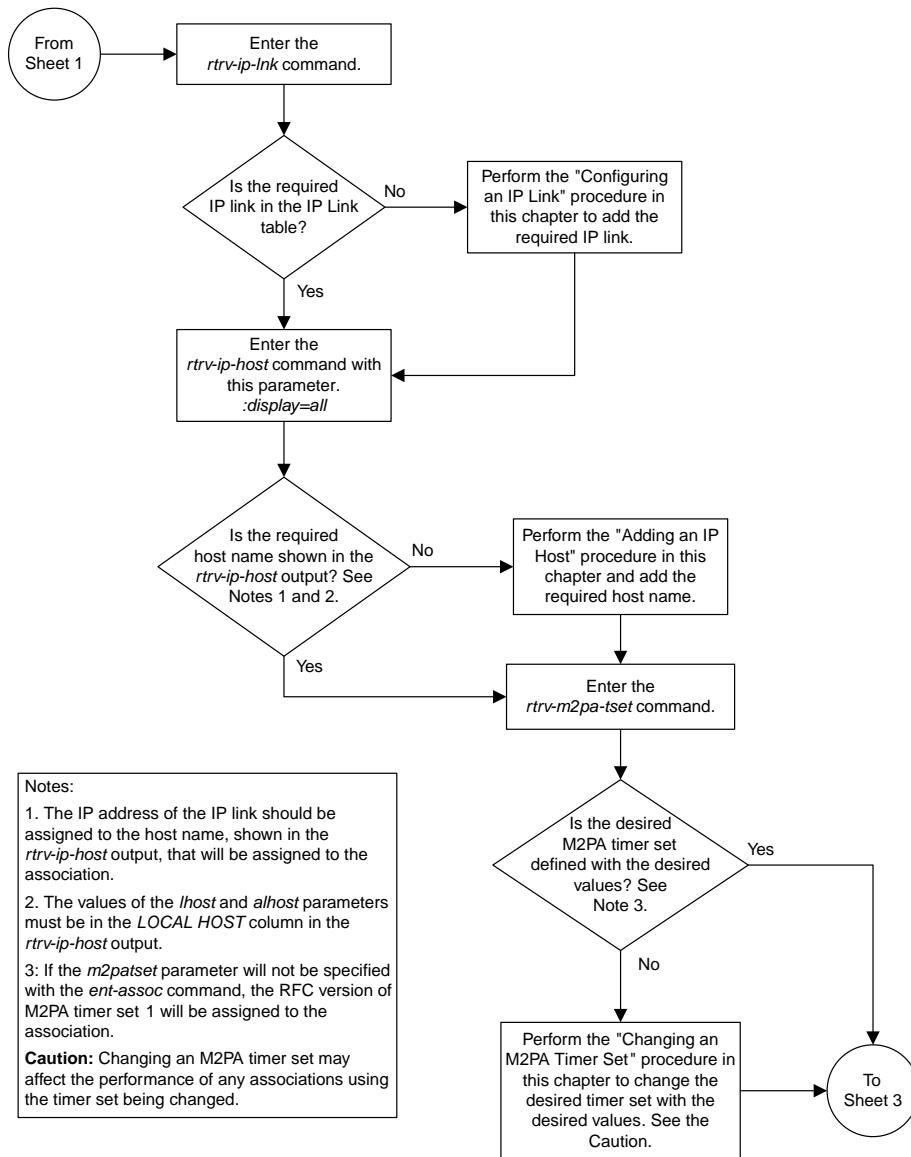 From
Sheet 1
Enter the
rtrv-ip-lnk command.
Is the required
IP link in the IP Link
table?
No
Perform the "Configuring
an IP Link" procedure in
this chapter to add the
required IP link.
Yes
Enter the
rtrv-ip-host command with
this parameter.
:display=all
Is the required
host name shown in the
rtrv-ip-host output? See
Notes 1 and 2.
No
Perform the "Adding an IP
Host" procedure in this
chapter and add the
required host name.
Yes
Enter the
rtrv-m2pa-tset command.
Is the desired
M2PA timer set
defined with the desired
values? See
Note 3.
Yes
No
Perform the "Changing an
M2PA Timer Set" procedure in
this chapter to change the
desired timer set with the
desired values. See the
Caution.
To
Sheet 3
Notes:
1. The IP address of the IP link should be
assigned to the host name, shown in the
rtrv-ip-host output, that will be assigned to the
association.
2. The values of the lhost and alhost parameters
must be in the LOCAL HOST column in the
rtrv-ip-host output.
3: If the m2patset parameter will not be specified
with the ent-assoc command, the RFC version of
M2PA timer set 1 will be assigned to the
association.
Caution: Changing an M2PA timer set may
affect the performance of any associations using
the timer set being changed.